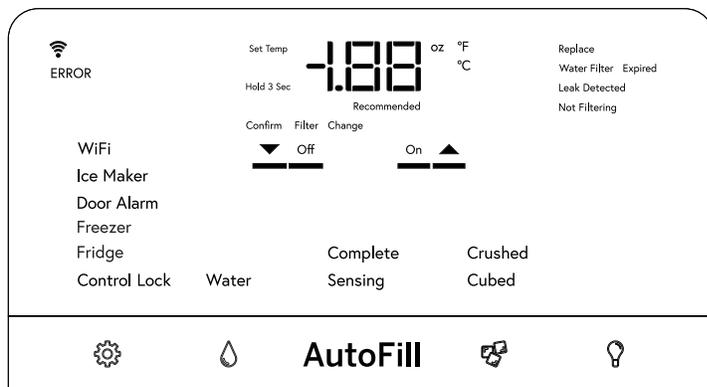 ERROR
Set Temp
Hold 3 Sec
-1.88 oz °F
°C
Recommended
Confirm Filter Change
Off On
Replace
Water Filter Expired
Leak Detected
Not Filtering
WiFi
Ice Maker
Door Alarm
Freezer
Fridge
Control Lock
Water
Complete
Sensing
Crushed
Cubed
AutoFill